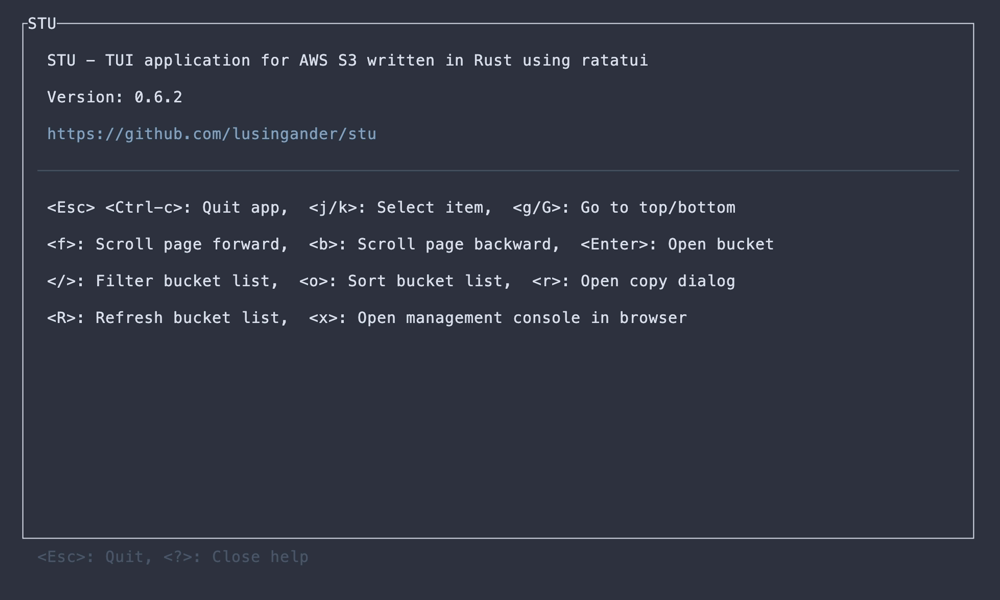 STU
STU - TUI application for AWS S3 written in Rust using ratatui
Version: 0.6.2
https://github.com/lusingander/stu
<Esc> <Ctrl-c>: Quit app,  <j/k>: Select item,  <g/G>: Go to top/bottom
<f>: Scroll page forward,  <b>: Scroll page backward,  <Enter>: Open bucket
</>: Filter bucket list,  <o>: Sort bucket list,  <r>: Open copy dialog
<R>: Refresh bucket list,  <x>: Open management console in browser
<Esc>: Quit, <?>: Close help